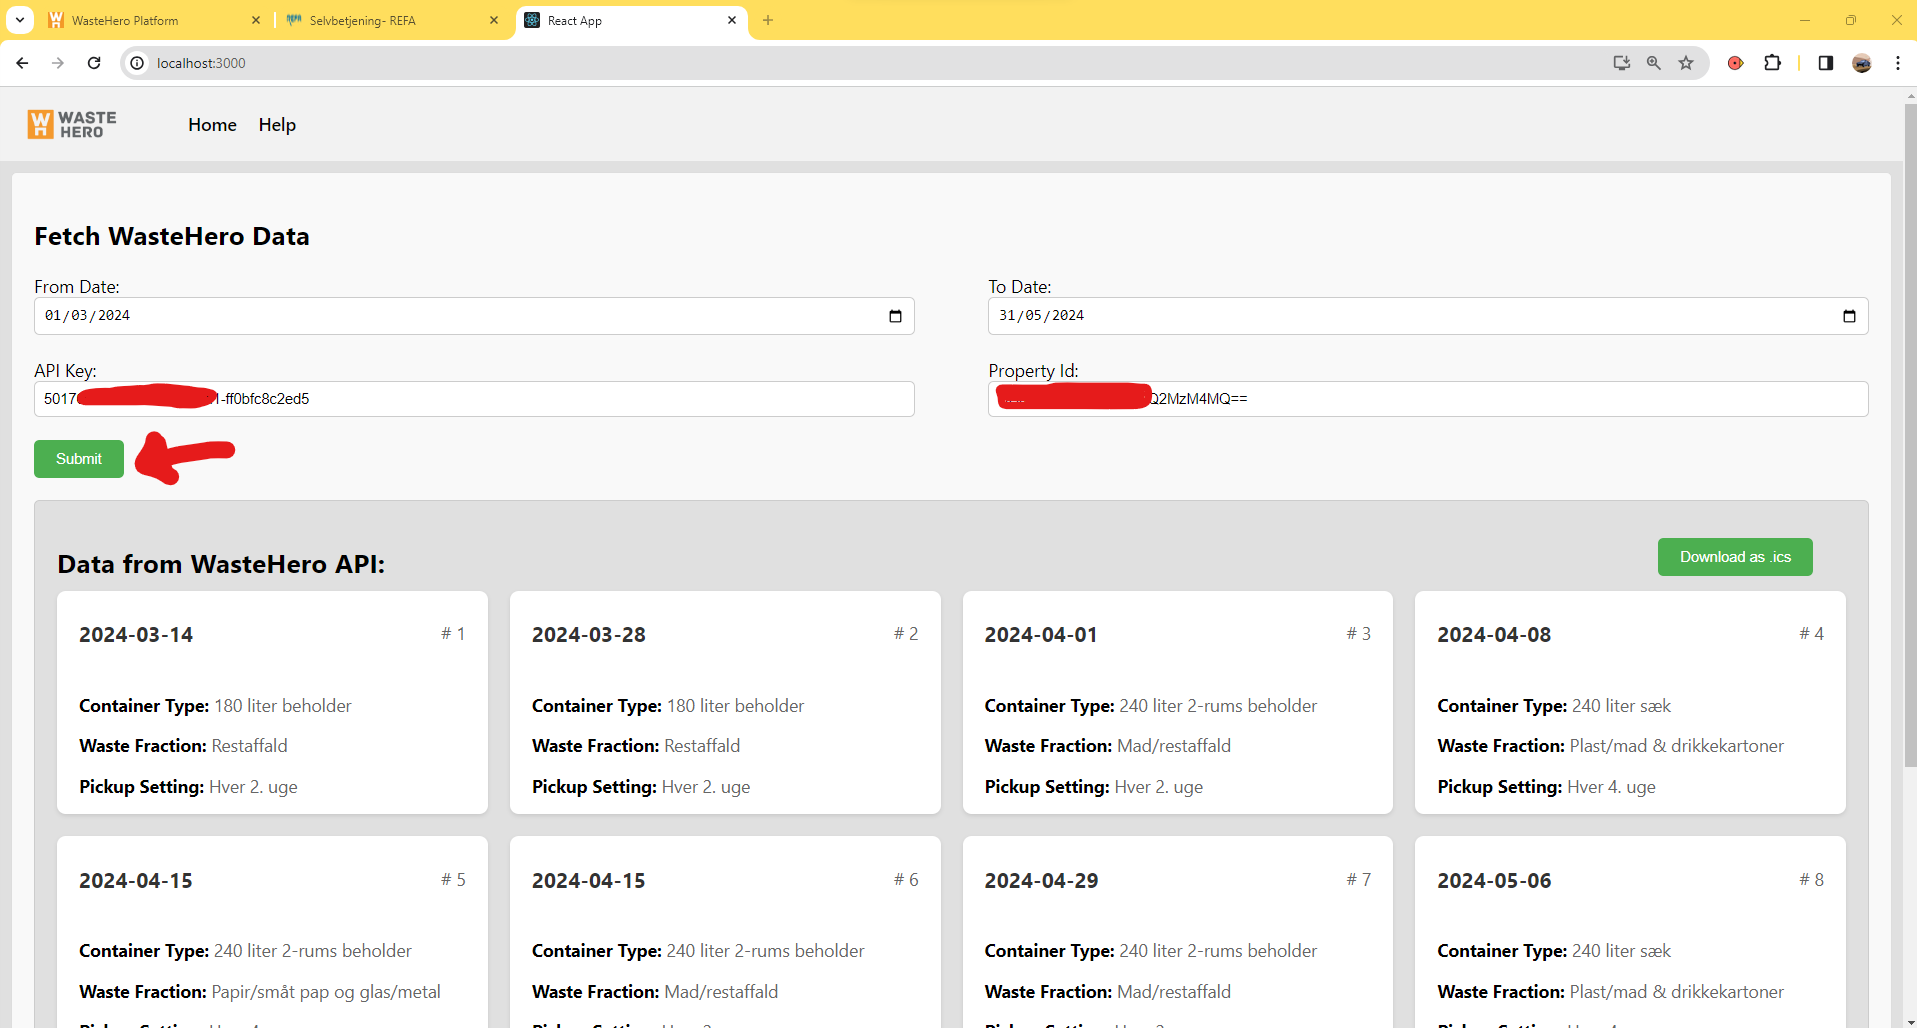 WasteHero Platform
Selvbetjening- REFA
React App
localhost:3000
WASTE
HERO
Home
Help
Fetch WasteHero Data
From Date:
To Date:
01/03/2024
31/05/2024
API Key:
Property Id:
5017
1-ff0bfc8c2ed5
Q2MzM4MQ==
Submit
Data from WasteHero API:
Download as .ics
2024-03-14
# 1
Container Type: 180 liter beholder
Waste Fraction: Restaffald
Pickup Setting: Hver 2. uge
2024-03-28
# 2
Container Type: 180 liter beholder
Waste Fraction: Restaffald
Pickup Setting: Hver 2. uge
2024-04-01
# 3
Container Type: 240 liter 2-rums beholder
Waste Fraction: Mad/restaffald
Pickup Setting: Hver 2. uge
2024-04-08
# 4
Container Type: 240 liter sæk
Waste Fraction: Plast/mad & drikkekartoner
Pickup Setting: Hver 4. uge
2024-04-15
# 5
Container Type: 240 liter 2-rums beholder
Waste Fraction: Papir/småt pap og glas/metal
2024-04-15
# 6
Container Type: 240 liter 2-rums beholder
Waste Fraction: Mad/restaffald
2024-04-29
# 7
Container Type: 240 liter 2-rums beholder
Waste Fraction: Mad/restaffald
2024-05-06
# 8
Container Type: 240 liter sæk
Waste Fraction: Plast/mad & drikkekartoner